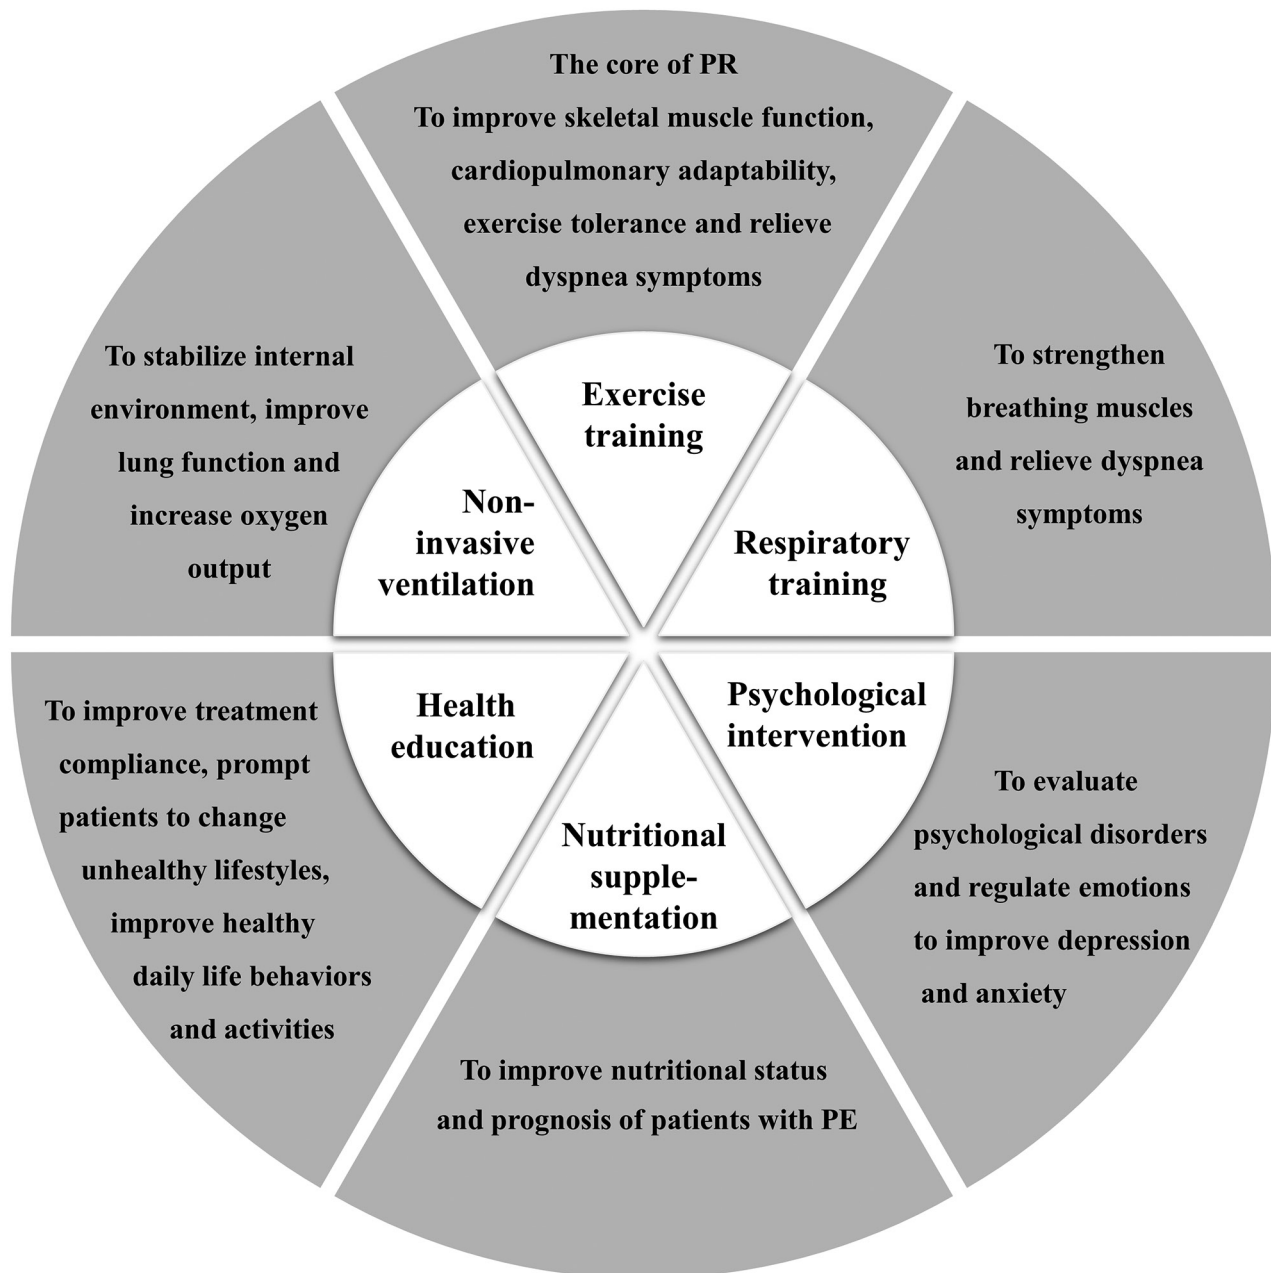 The core of PR
To improve skeletal muscle function,
cardiopulmonary adaptability,
exercise tolerance and relieve
dyspnea symptoms
Exercise
training
To strengthen
breathing muscles
and relieve dyspnea
symptoms
Respiratory
training
Psychological
intervention
To evaluate
psychological disorders
and regulate emotions
to improve depression
and anxiety
Nutritional
supple-
mentation
To improve nutritional status
and prognosis of patients with PE
Health
education
To improve treatment
compliance, prompt
patients to change
unhealthy lifestyles,
improve healthy
daily life behaviors
and activities
Non-
invasive
ventilation
To stabilize internal
environment, improve
lung function and
increase oxygen
output